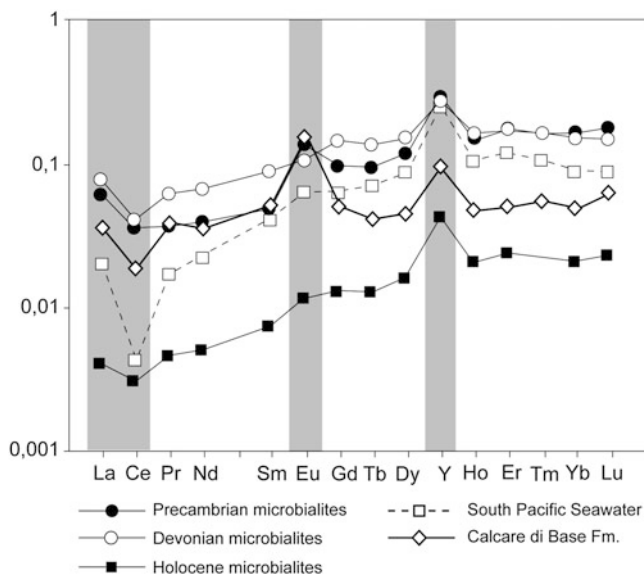 1
0,1
0,01
0,001
La Ce Pr Nd Sm Eu Gd Tb Dy Y Ho Er Tm Yb Lu
Precambrian microbialites
South Pacific Seawater
Devonian microbialites
Calcare di Base Fm.
Holocene microbialites